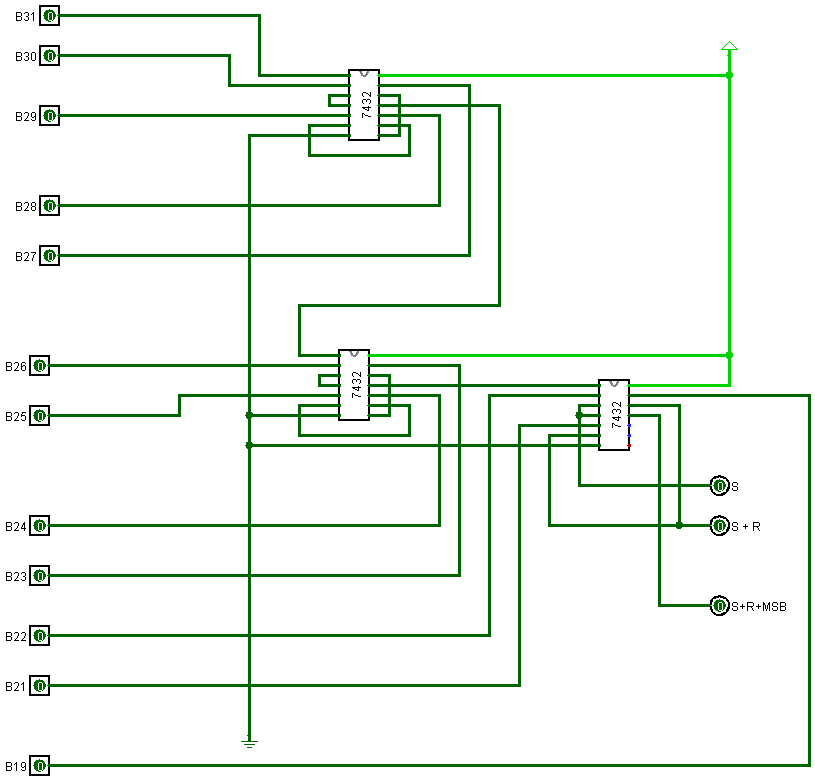 B31 0
B30 0
7432
B29 0
B28 0
B27 0
B26 0
7432
B25 0
7432
0 S
B24 0
0 S + R
B23 0
0 S+R+MSB
B22 0
B21 0
B19 0